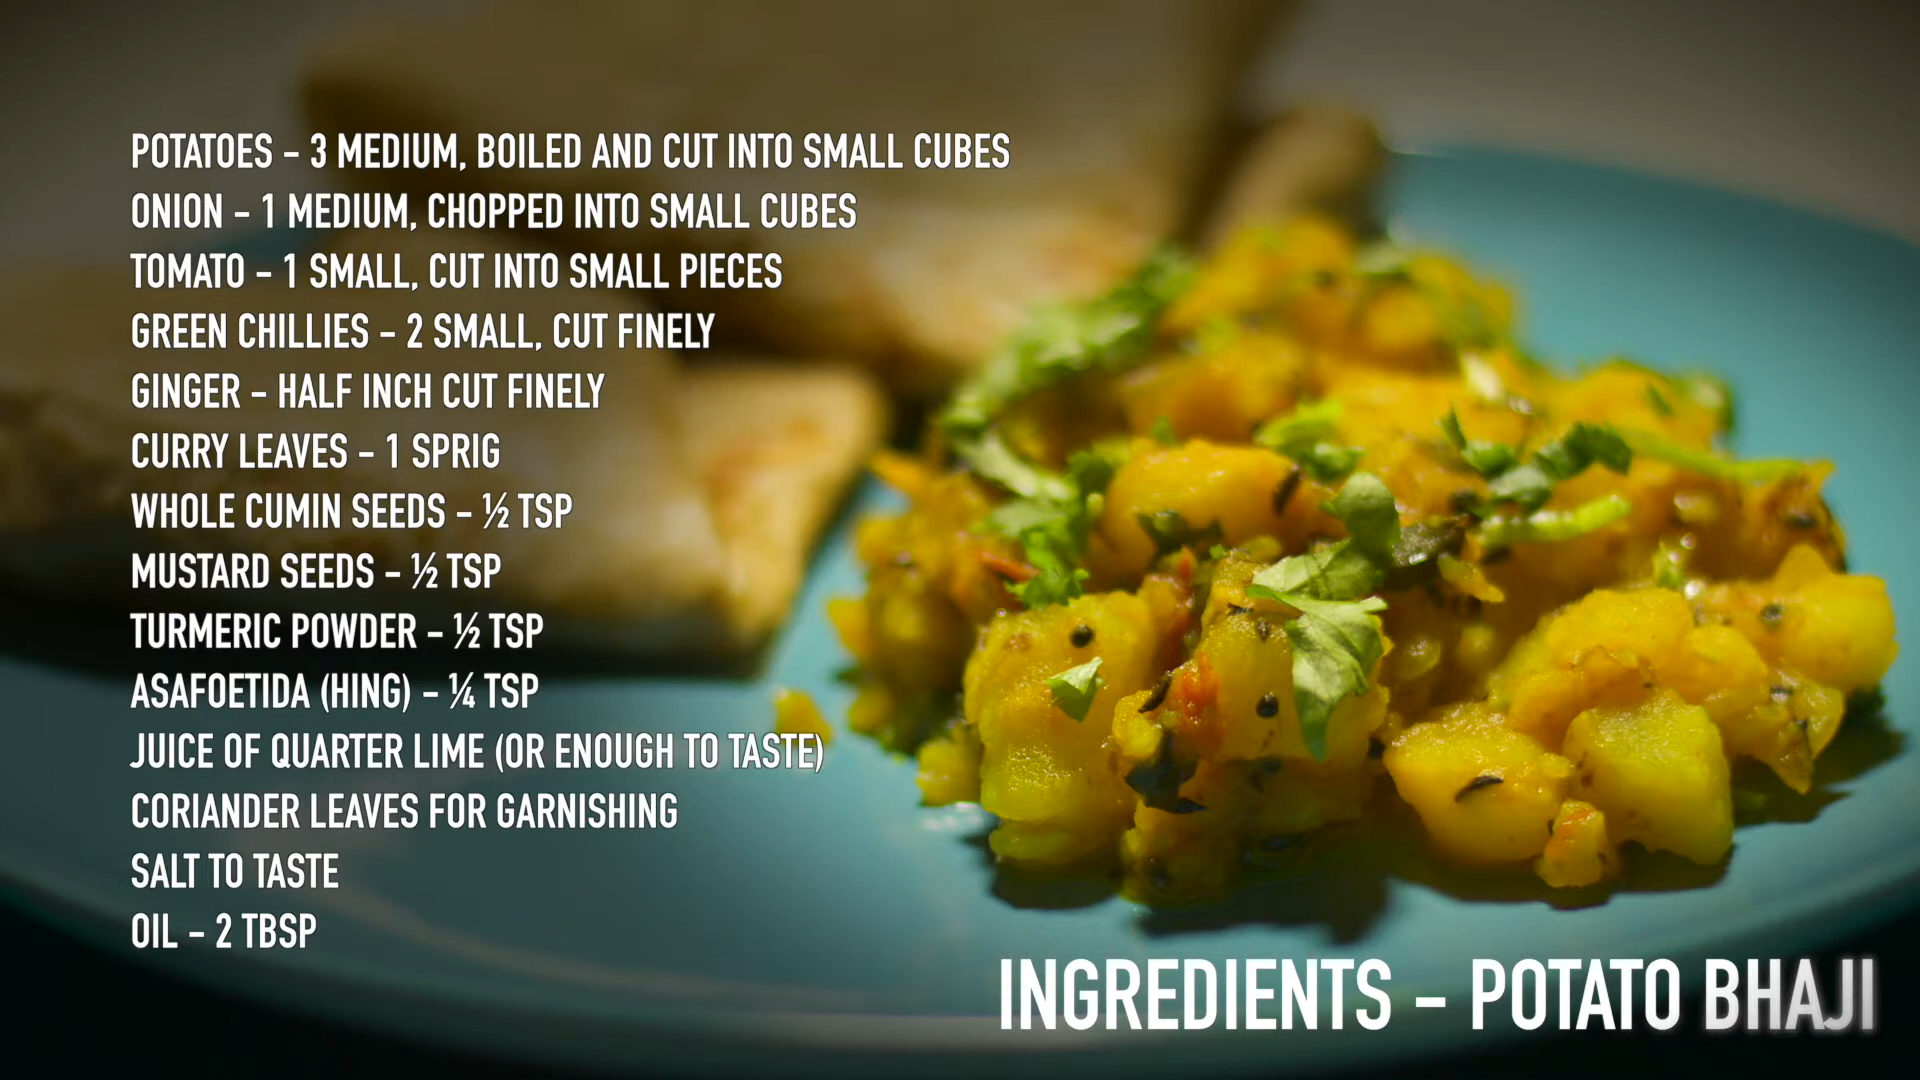 POTATOES – 3 MEDIUM, BOILED AND CUT INTO SMALL CUBES
ONION – 1 MEDIUM, CHOPPED INTO SMALL CUBES
TOMATO – 1 SMALL, CUT INTO SMALL PIECES
GREEN CHILLIES – 2 SMALL, CUT FINELY
GINGER – HALF INCH CUT FINELY
CURRY LEAVES – 1 SPRIG
WHOLE CUMIN SEEDS – ½ TSP
MUSTARD SEEDS – ½ TSP
TURMERIC POWDER – ½ TSP
ASAFOETIDA (HING) – ¼ TSP
JUICE OF QUARTER LIME (OR ENOUGH TO TASTE)
CORIANDER LEAVES FOR GARNISHING
SALT TO TASTE
OIL – 2 TBSP
INGREDIENTS – POTATO BHAJI